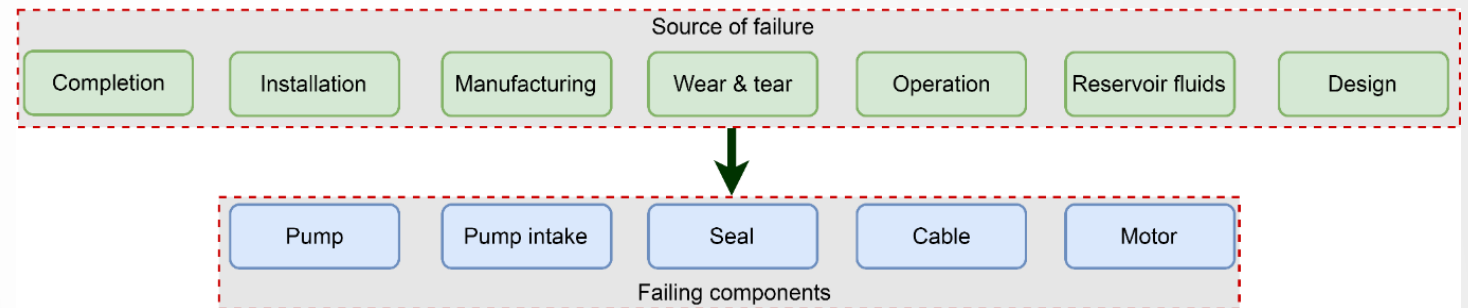 Source of failure
Completion
Installation
Manufacturing
Wear & tear
Operation
Reservoir fluids
Design
Pump
Pump intake
Seal
Cable
Motor
Failing components